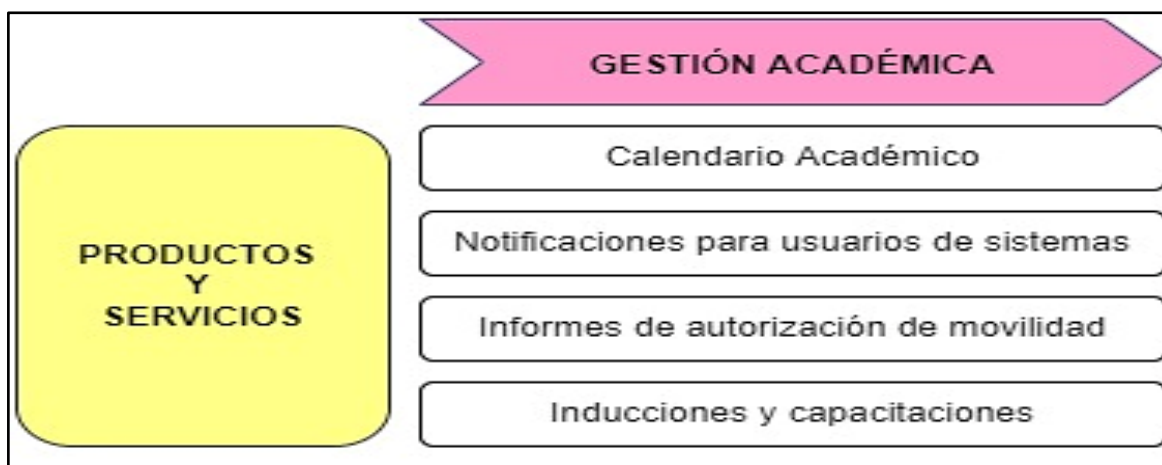 GESTIÓN ACADÉMICA
PRODUCTOS
Y
SERVICIOS
Calendario Académico
Notificaciones para usuarios de sistemas
Informes de autorización de movilidad
Inducciones y capacitaciones